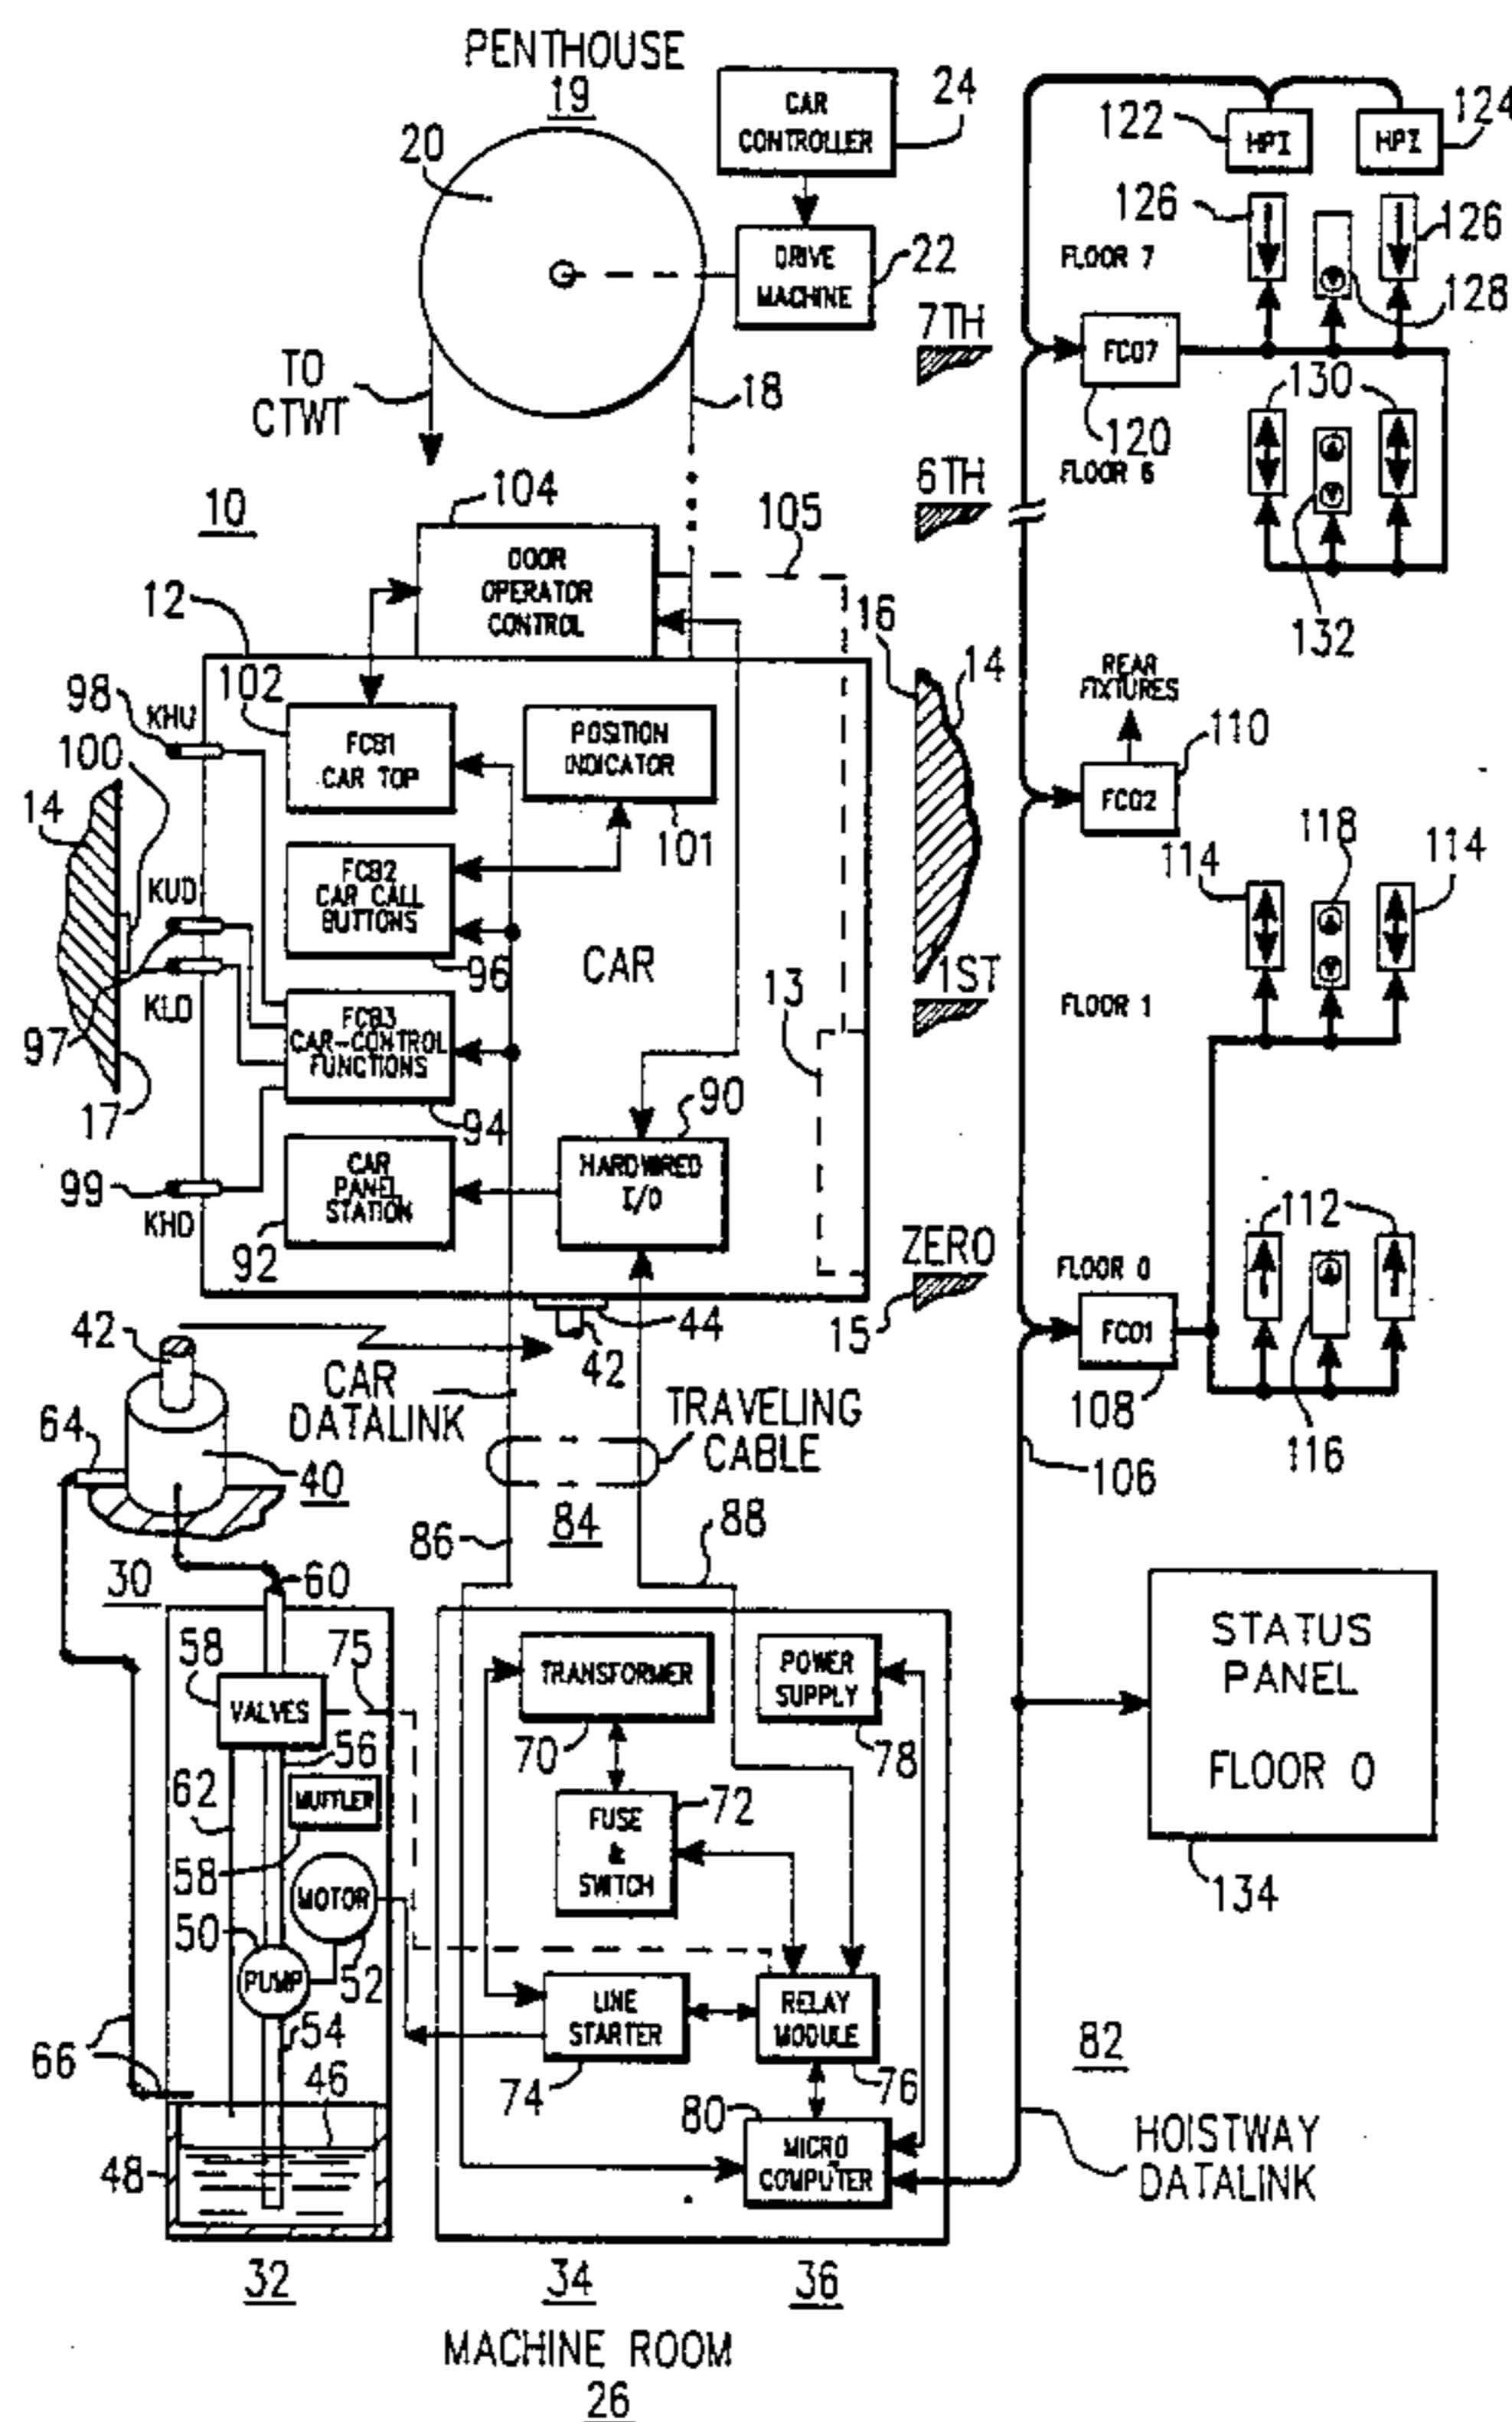 PENTHOUSE
19
20
CAR
CONTROLLER
24
DRIVE
MACHINE
22
TO
CTWT
18
10
104
DOOR
OPERATOR
CONTROL
105
12
102
98
KHU
100
14
FCB1
CAR TOP
POSITION
INDICATOR
101
KUD
FCB2
CAR CALL
BUTTONS
96
CAR
KLD
97
FCB3
CAR-CONTROL
FUNCTIONS
94
17
99
KHD
CAR
PANEL
STATION
92
HARDWIRED
I/O
90
13
16
14
7TH
6TH
1ST
ZERO
15
44
42
42
CAR
DATALINK
TRAVELING
CABLE
64
40
86
84
88
30
60
58
VALVES
75
56
62
MUFFLER
58
MOTOR
50
PUMP
52
54
66
46
48
32
TRANSFORMER
70
POWER
SUPPLY
78
FUSE
&
SWITCH
72
LINE
STARTER
74
RELAY
MODULE
76
80
MICRO
COMPUTER
34
36
MACHINE ROOM
26
122
HPI
HPI
124
126
126
FLOOR 7
128
FC07
120
130
FLOOR 6
132
REAR
FIXTURES
110
FC02
114
118
114
FLOOR 1
112
FLOOR 0
FC01
108
116
106
STATUS
PANEL
FLOOR 0
134
82
HOISTWAY
DATALINK